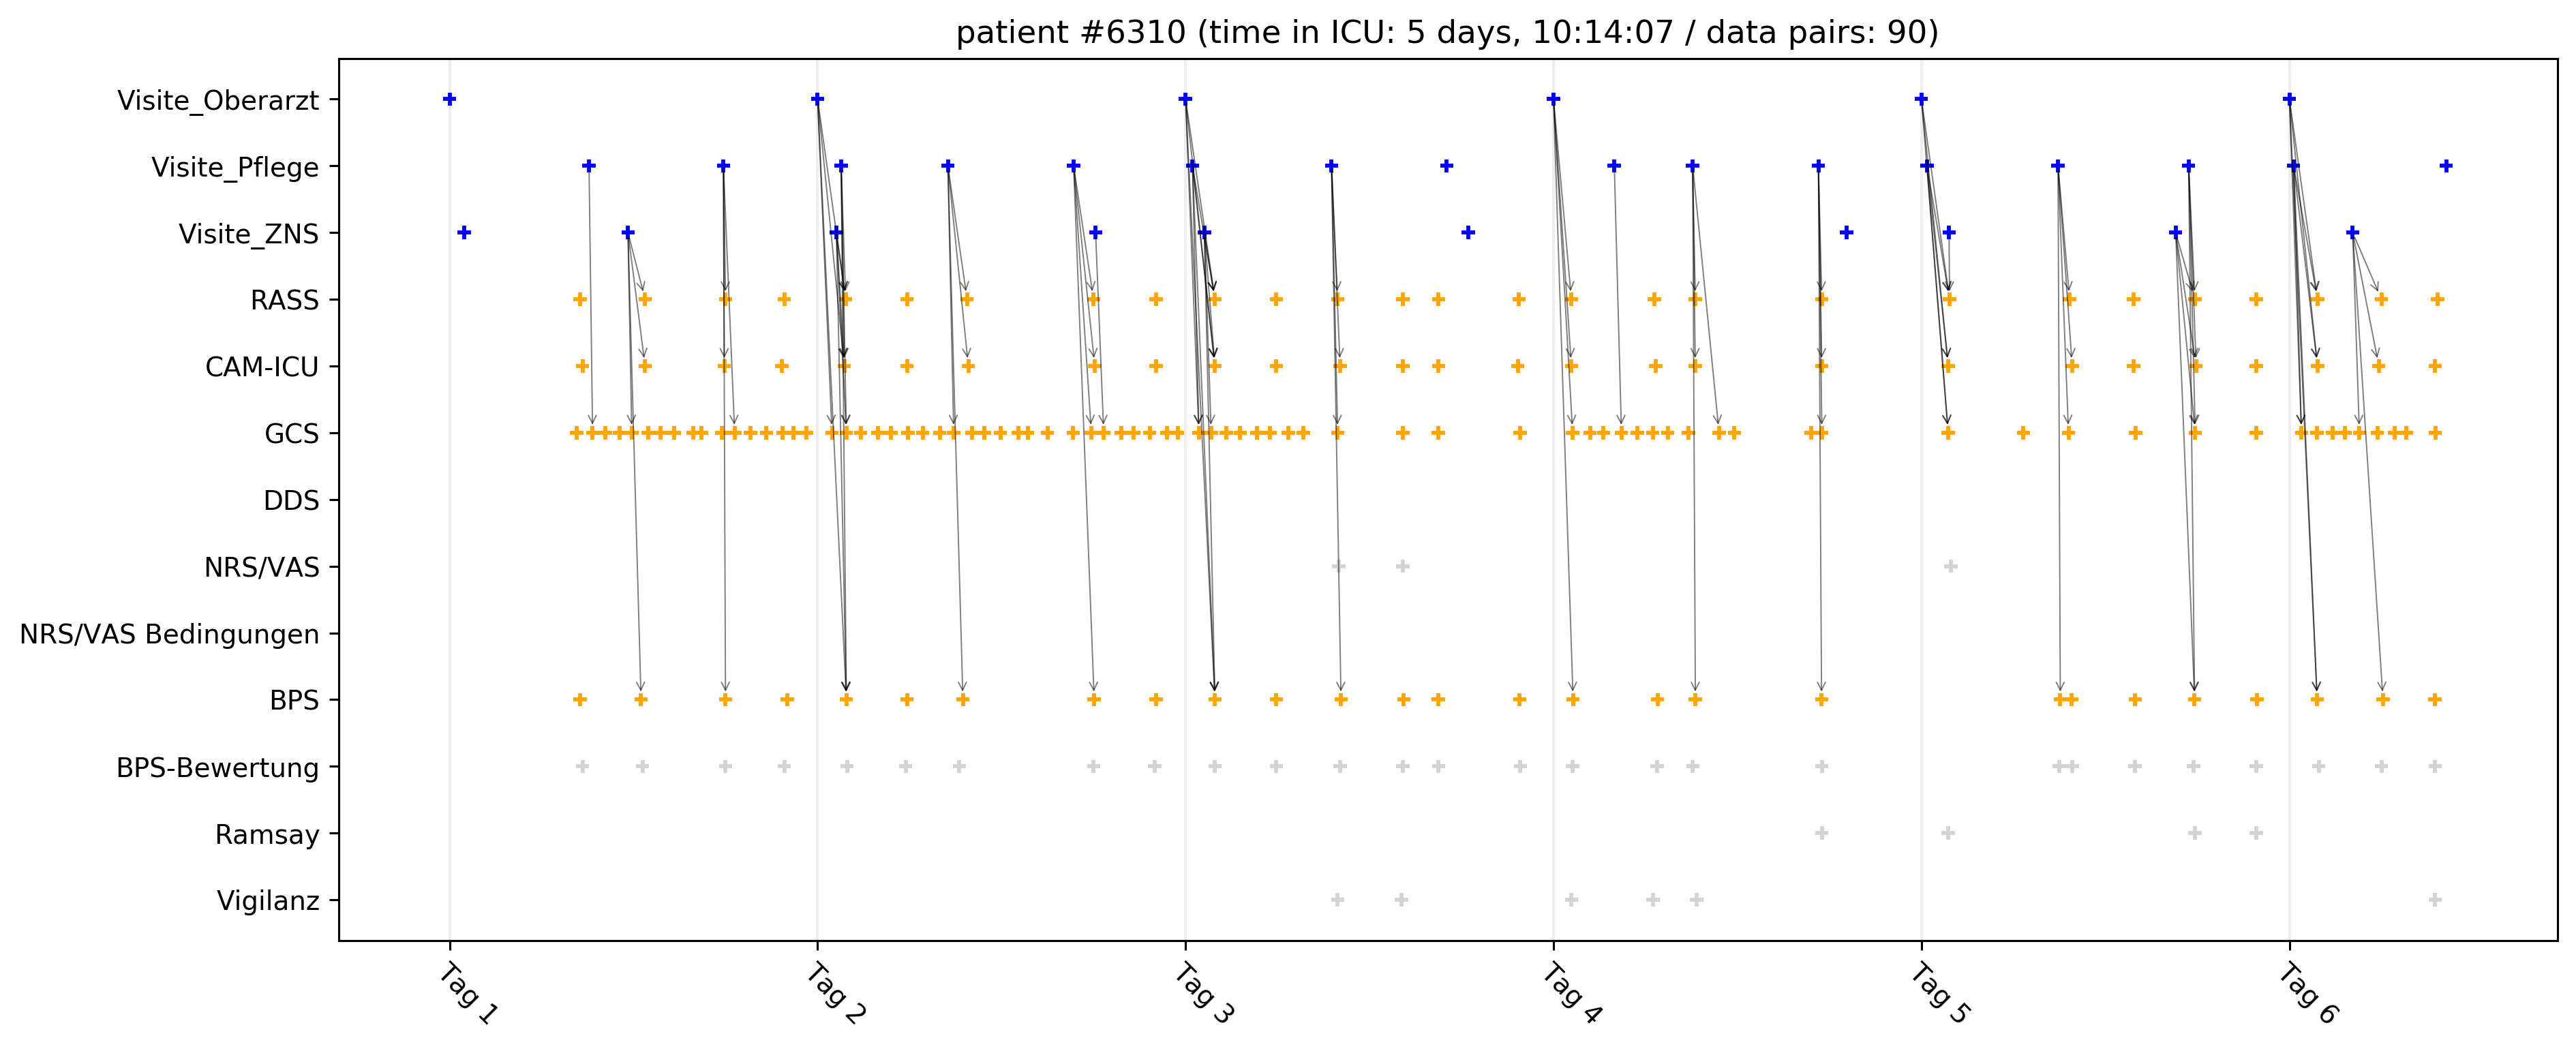 patient #6310 (time in ICU: 5 days, 10:14:07 / data pairs: 90)
Visite_Oberarzt
Visite_Pflege
Visite_ZNS
RASS
CAM-ICU
GCS
DDS
NRS/VAS
NRS/VAS Bedingungen
BPS
BPS-Bewertung
Ramsay
Vigilanz
Tag 1
Tag 2
Tag 3
Tag 4
Tag 5
Tag 6